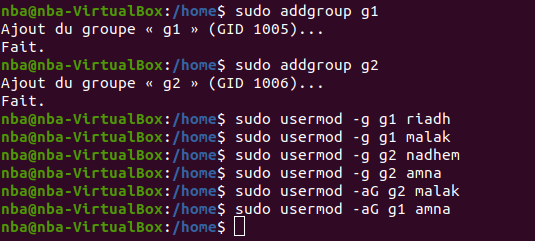 nba@nba-VirtualBox:/home$ sudo addgroup g1
Ajout du groupe « g1 » (GID 1005)...
Fait.
nba@nba-VirtualBox:/home$ sudo addgroup g2
Ajout du groupe « g2 » (GID 1006)...
Fait.
nba@nba-VirtualBox:/home$ sudo usermod -g g1 riadh
nba@nba-VirtualBox:/home$ sudo usermod -g g1 malak
nba@nba-VirtualBox:/home$ sudo usermod -g g2 nadhem
nba@nba-VirtualBox:/home$ sudo usermod -g g2 amna
nba@nba-VirtualBox:/home$ sudo usermod -aG g2 malak
nba@nba-VirtualBox:/home$ sudo usermod -aG g1 amna
nba@nba-VirtualBox:/home$